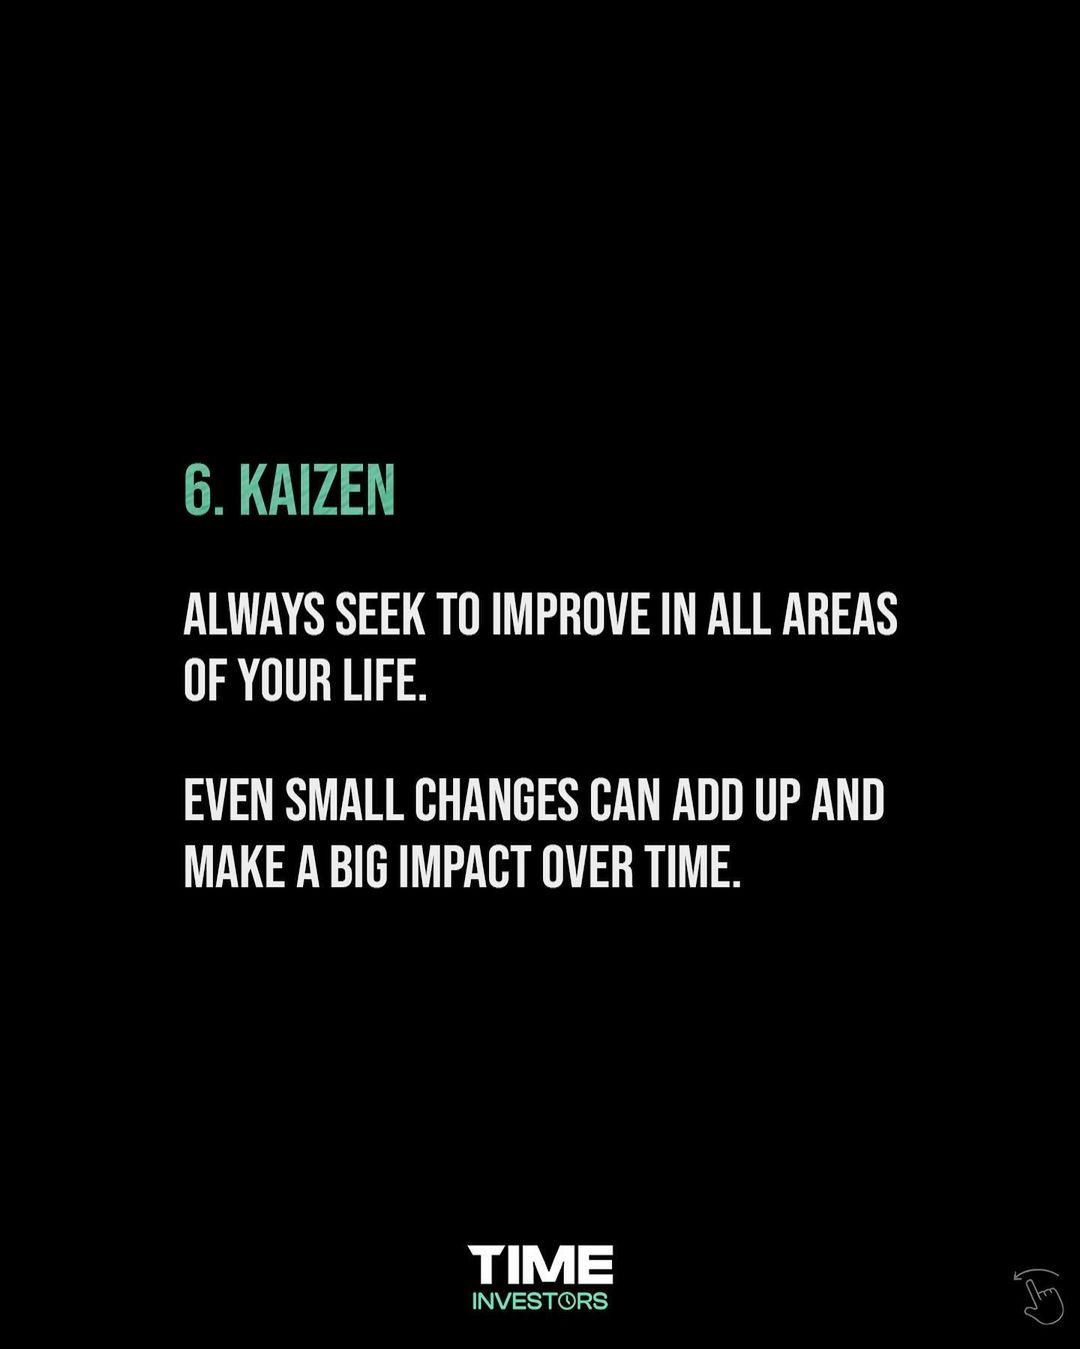 6. KAIZEN
ALWAYS SEEK TO IMPROVE IN ALL AREAS
OF YOUR LIFE.
EVEN SMALL CHANGES CAN ADD UP AND
MAKE A BIG IMPACT OVER TIME.
TIME
INVESTORS